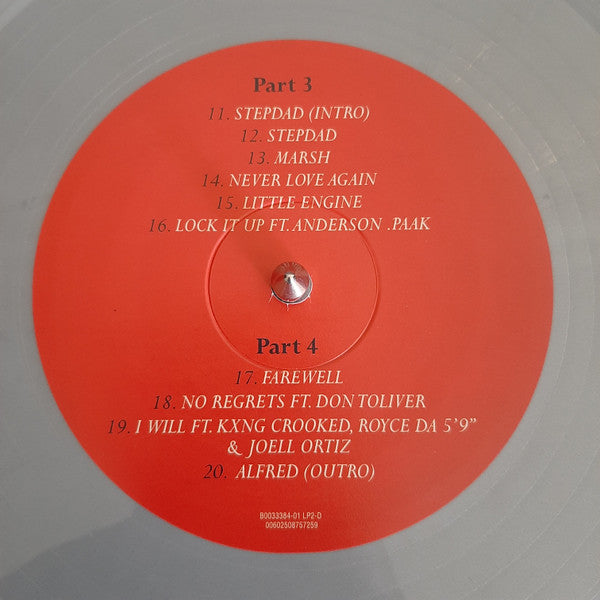 Part 3
11. STEPDAD (INTRO)
12. STEPDAD
13. MARSH
14. NEVER LOVE AGAIN
15. LITTLE ENGINE
16. LOCK IT UP FT. ANDERSON .PAAK
Part 4
17. FAREWELL
18. NO REGRETS FT. DON TOLIVER
19. I WILL FT. KXNG CROOKED, ROYCE DA 5'9"
& JOELL ORTIZ
20. ALFRED (OUTRO)
B0033384-01 LP2-D
00602508757259